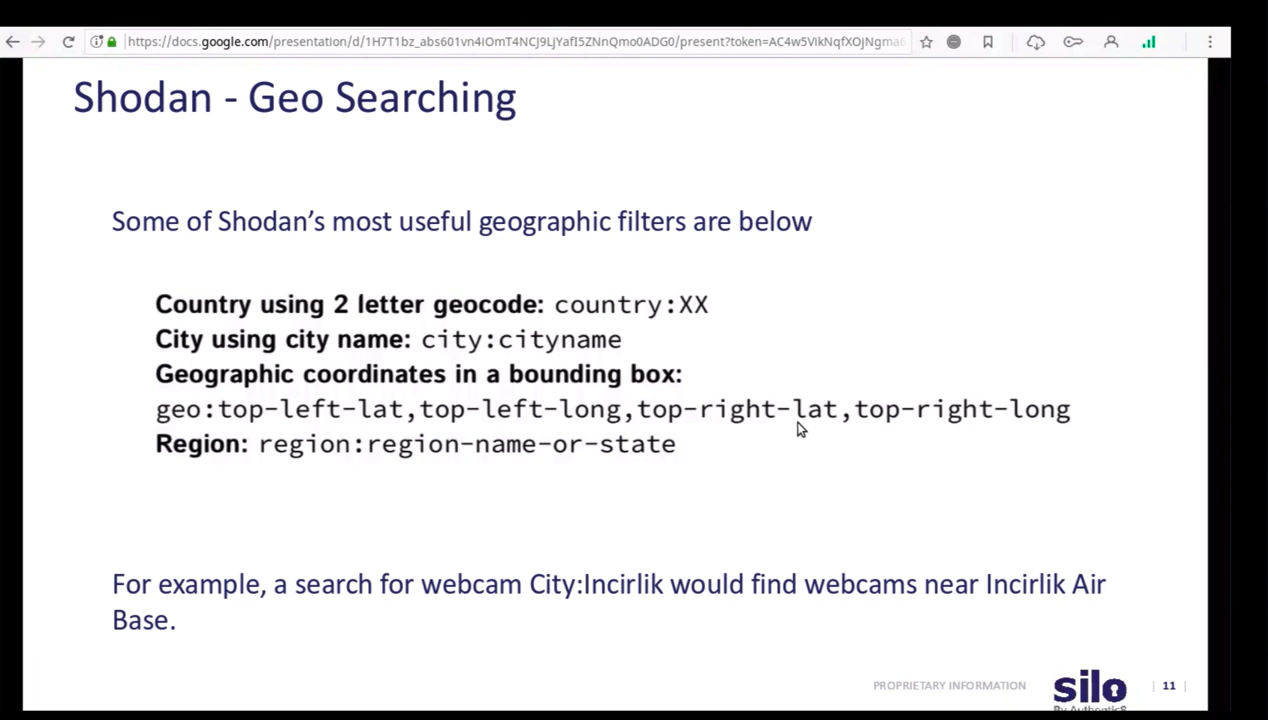 https://docs.google.com/presentation/d/1H7T1bz_abs601vn4iOmT4NCJ9LJYafI5ZNnQmo0ADG0/present?token=AC4w5VikNqfXOjNgma6
Shodan - Geo Searching
Some of Shodan's most useful geographic filters are below
Country using 2 letter geocode: country:XX
City using city name: city:cityname
Geographic coordinates in a bounding box:
geo:top-left-lat,top-left-long,top-right-lat,top-right-long
Region: region:region-name-or-state
For example, a search for webcam City:Incirlik would find webcams near Incirlik Air
Base.
PROPRIETARY INFORMATION
silo
By Authentic8
| 11 |